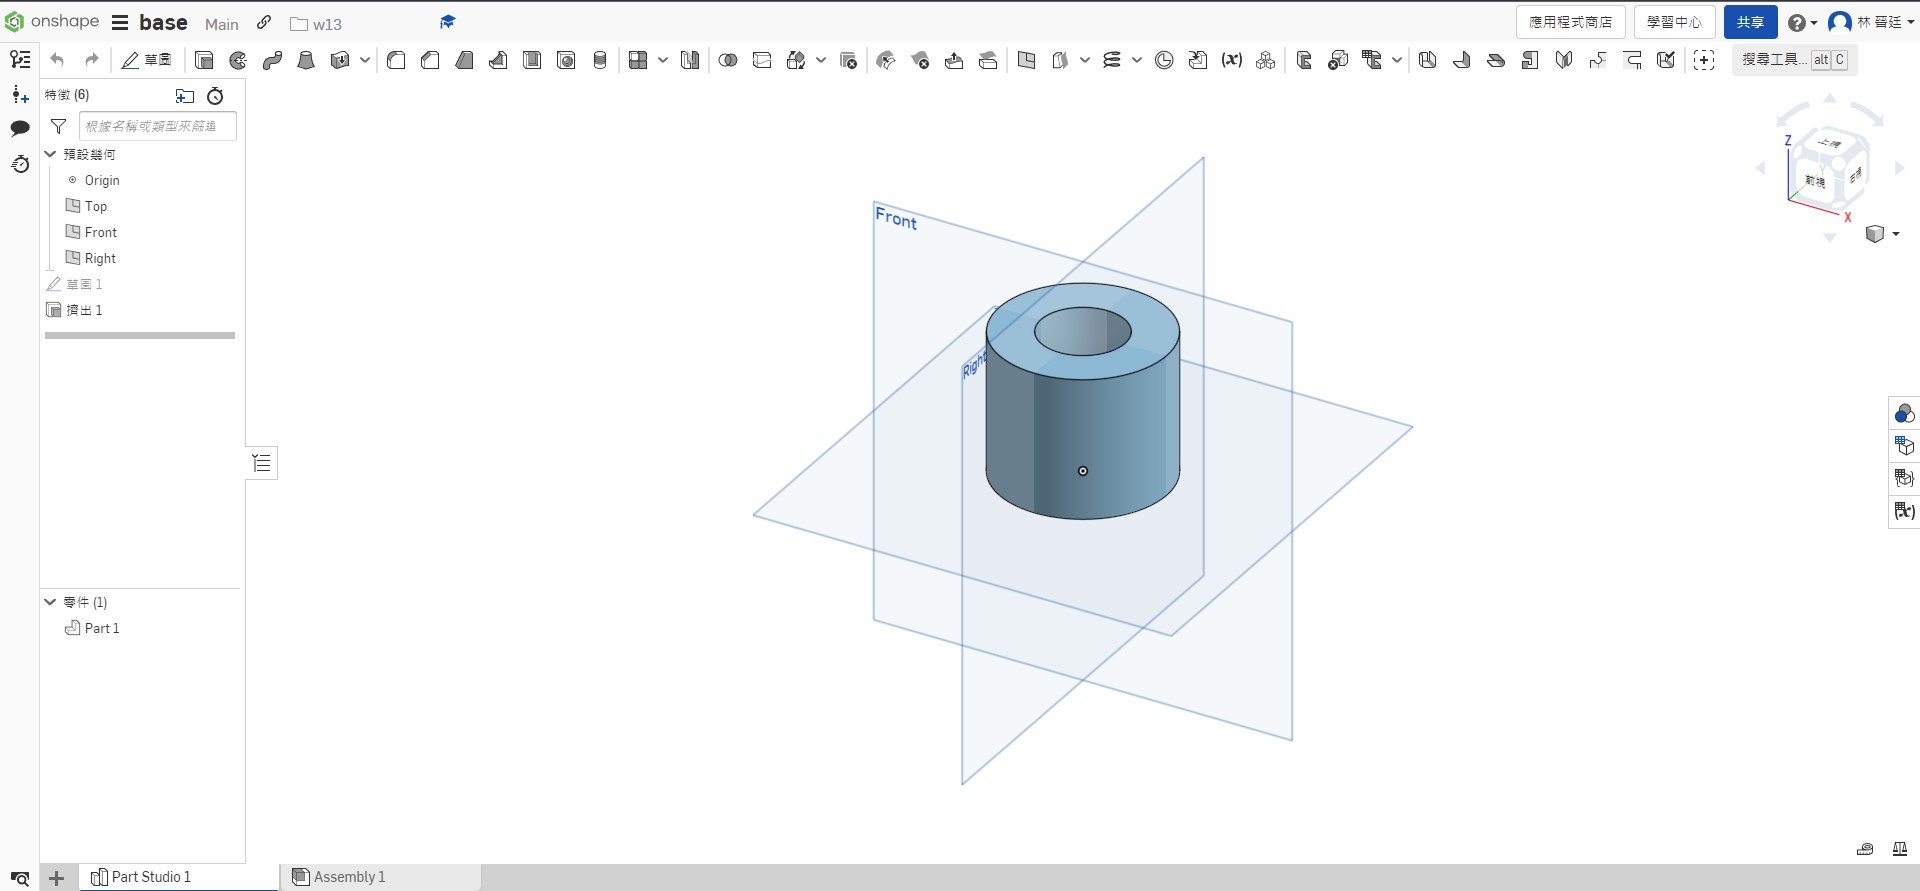 onshape base Main w13 應用程式商店 學習中心 共享 林 晉廷
草圖 (x) 搜尋工具... alt C
特徵 (6)
根據名稱或類型來篩選
預設幾何
Origin
Top
Front
Right
草圖 1
擠出 1
零件 (1)
Part 1
Front
Right
Z
上視
Y
前視
右視
X
(x)
Part Studio 1
Assembly 1